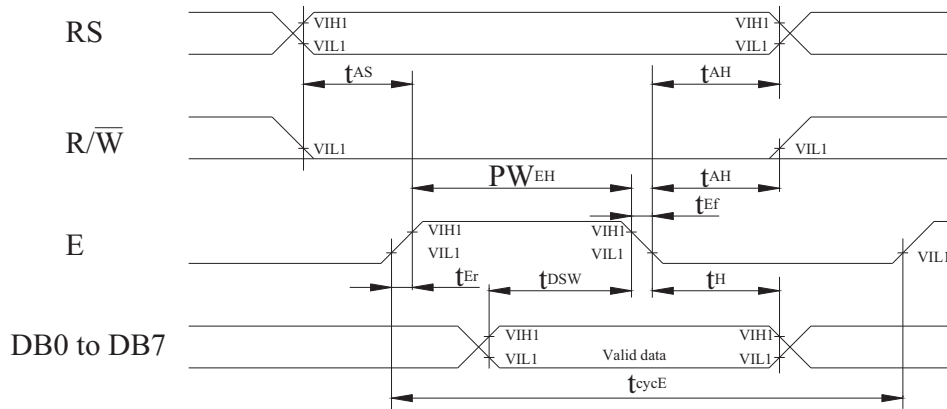 RS
VIH1
VIL1
VIH1
VIL1
tAS
tAH
R/W̅
VIL1
VIL1
PWEH
tAH
tEf
E
VIH1
VIL1
VIH1
VIL1
VIL1
tEr
tDSW
tH
DB0 to DB7
VIH1
VIL1
Valid data
VIH1
VIL1
tcycE